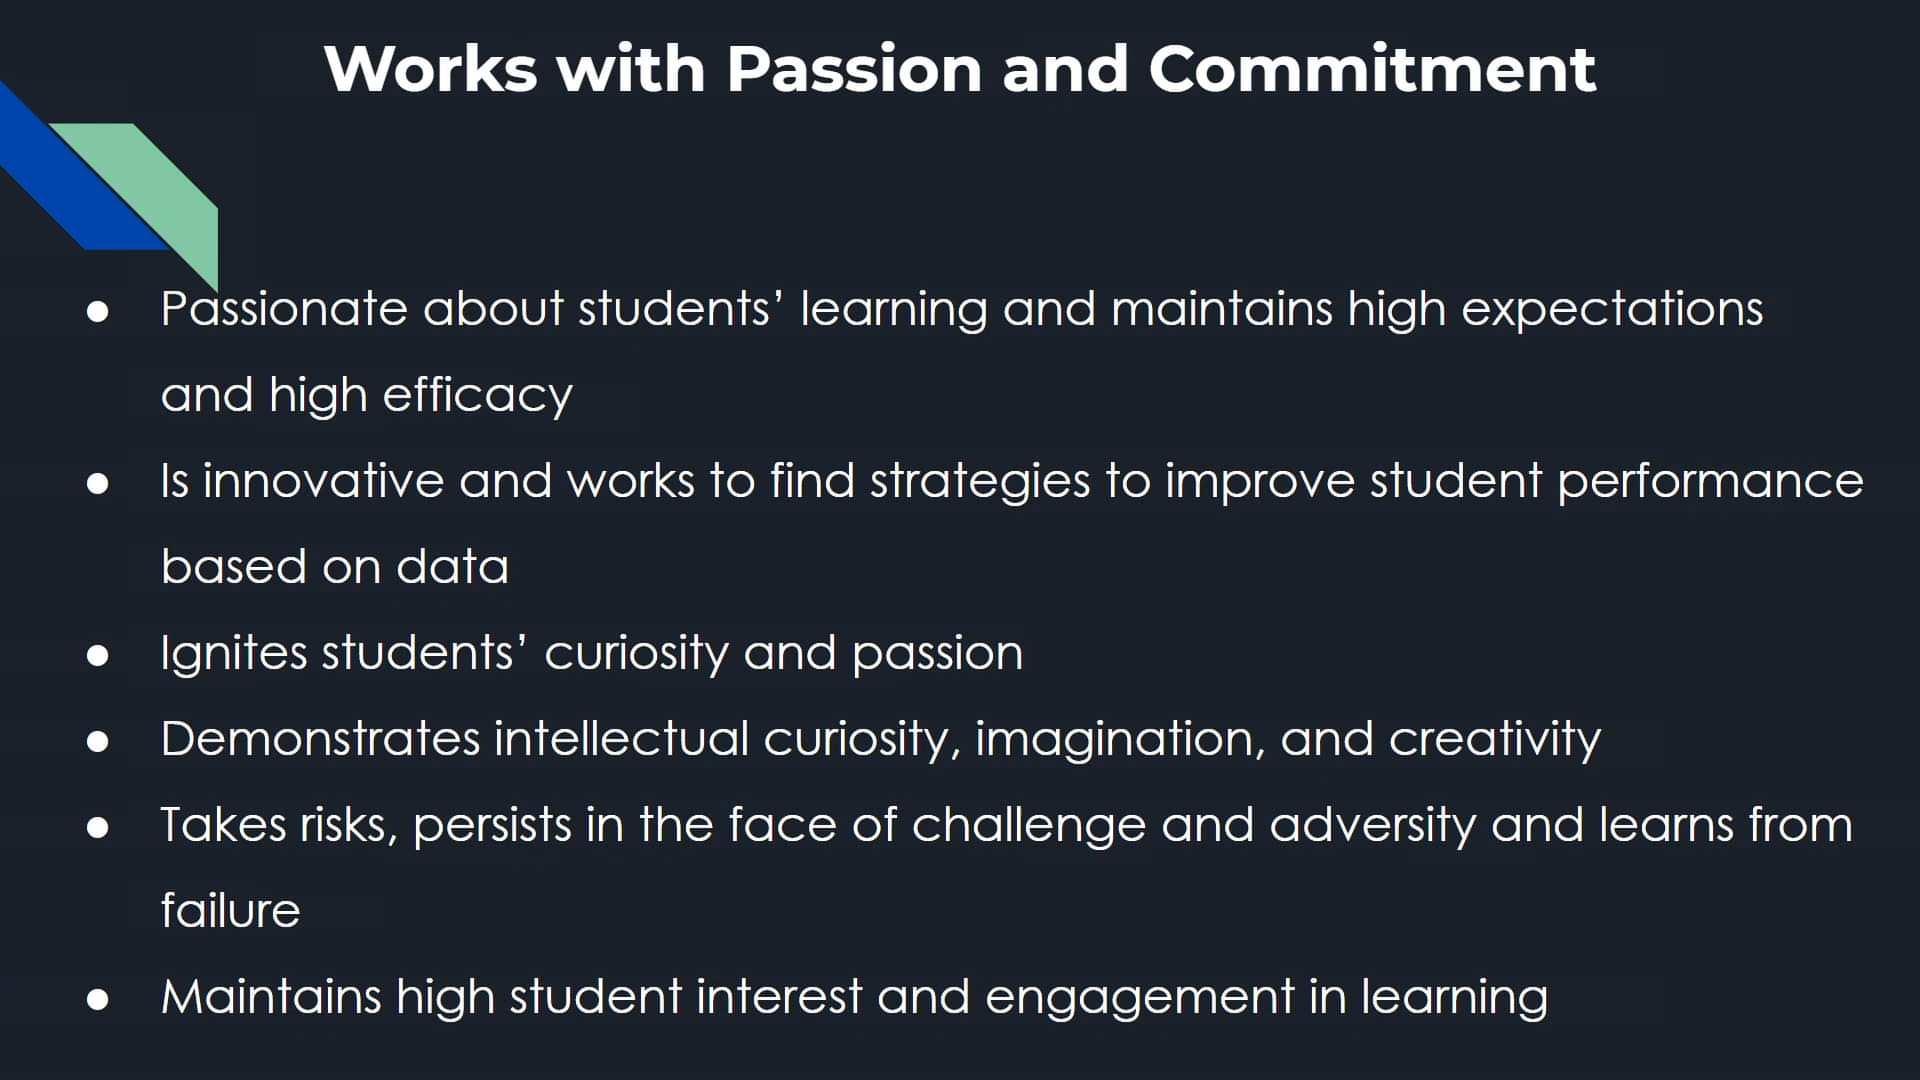 Works with Passion and Commitment
● Passionate about students’ learning and maintains high expectations
and high efficacy
● Is innovative and works to find strategies to improve student performance
based on data
● Ignites students’ curiosity and passion
● Demonstrates intellectual curiosity, imagination, and creativity
● Takes risks, persists in the face of challenge and adversity and learns from
failure
● Maintains high student interest and engagement in learning